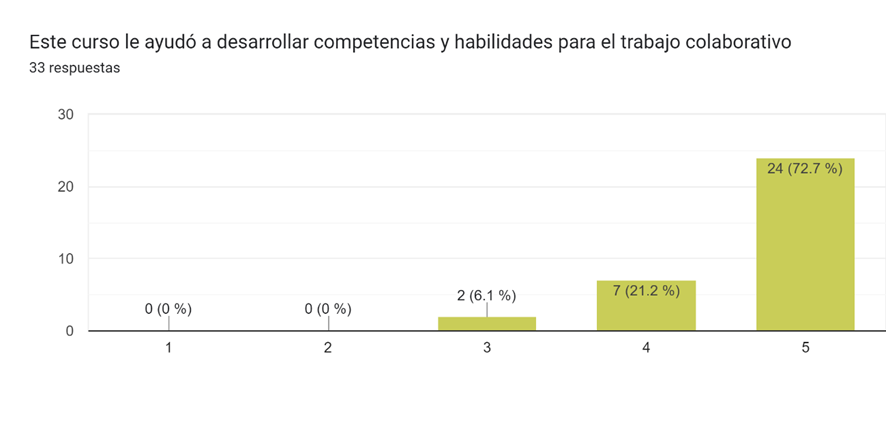 Este curso le ayudó a desarrollar competencias y habilidades para el trabajo colaborativo
33 respuestas
30
20
10
0
0 (0 %)
0 (0 %)
2 (6.1 %)
7 (21.2 %)
24 (72.7 %)
1
2
3
4
5